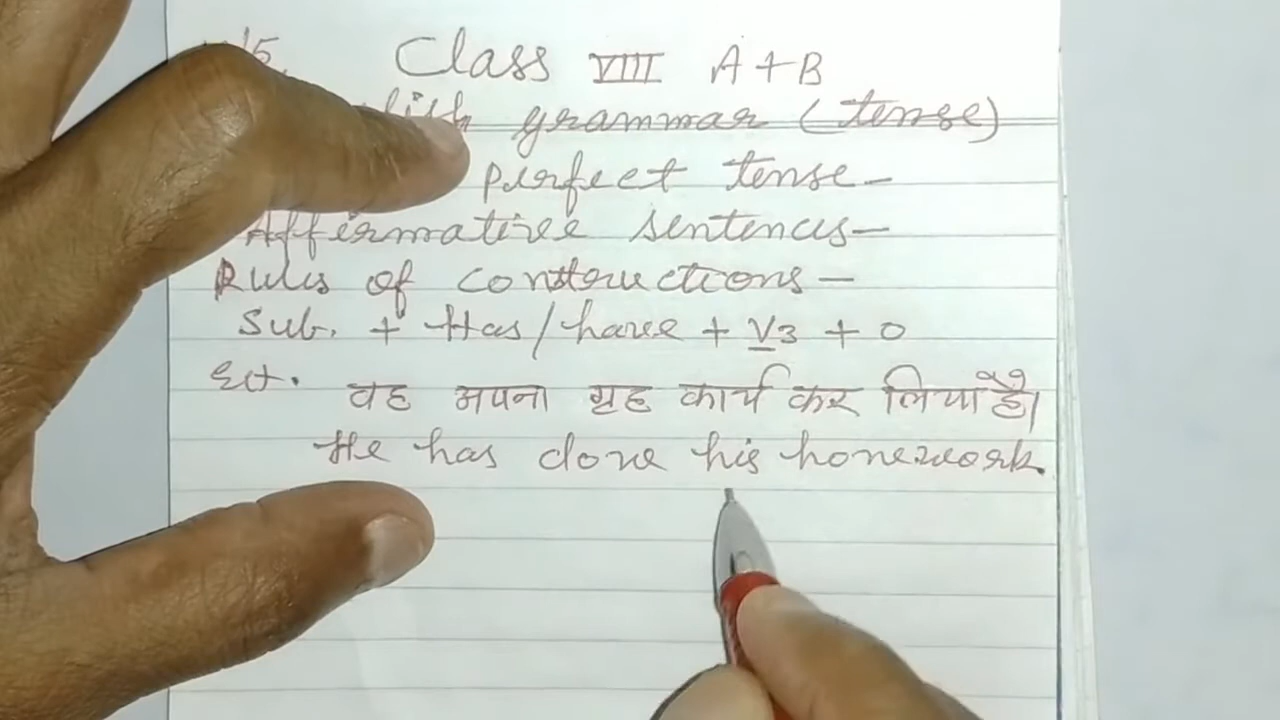 15.
Class VIII A+B
grammar (tense)
perfect tense-
Affirmative sentences-
Rules of constructions-
Sub. + Has/have + V3 + O
Ex.
वह अपना गृह कार्य कर लिया है।
He has done his homework.